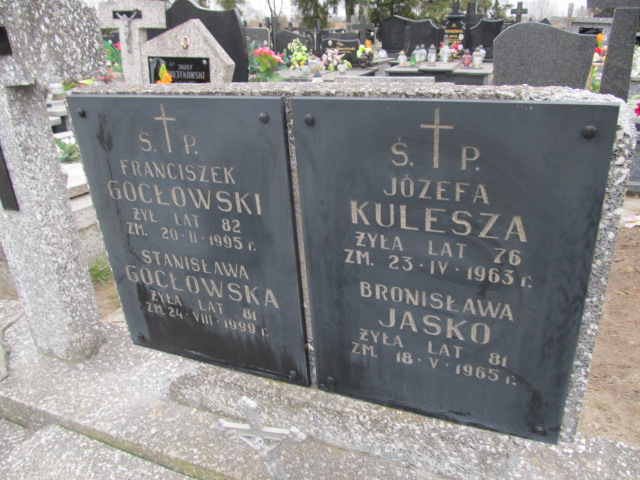 Ś. P.
FRANCISZEK
GOCŁOWSKI
ŻYŁ LAT 82
ZM. 20·II·1995 r.
STANISŁAWA
GOCŁOWSKA
ŻYŁA LAT 81
ZM. 24·VIII·1999 r.
Ś. P.
JÓZEFA
KULESZA
ŻYŁA LAT 76
ZM. 23·IV·1963 r.
BRONISŁAWA
JASKO
ŻYŁA LAT 81
ZM. 18·V·1965 r.
JÓZEF